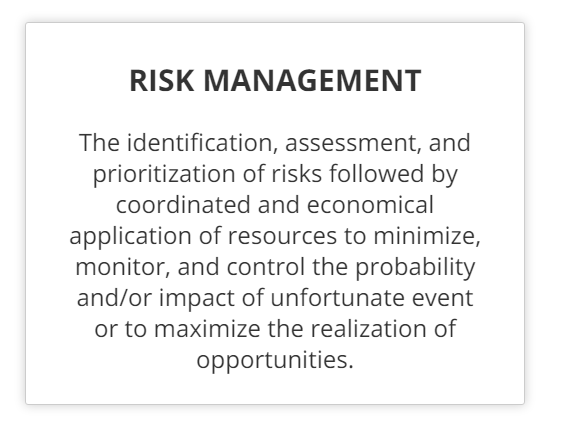 RISK MANAGEMENT
The identification, assessment, and
prioritization of risks followed by
coordinated and economical
application of resources to minimize,
monitor, and control the probability
and/or impact of unfortunate event
or to maximize the realization of
opportunities.